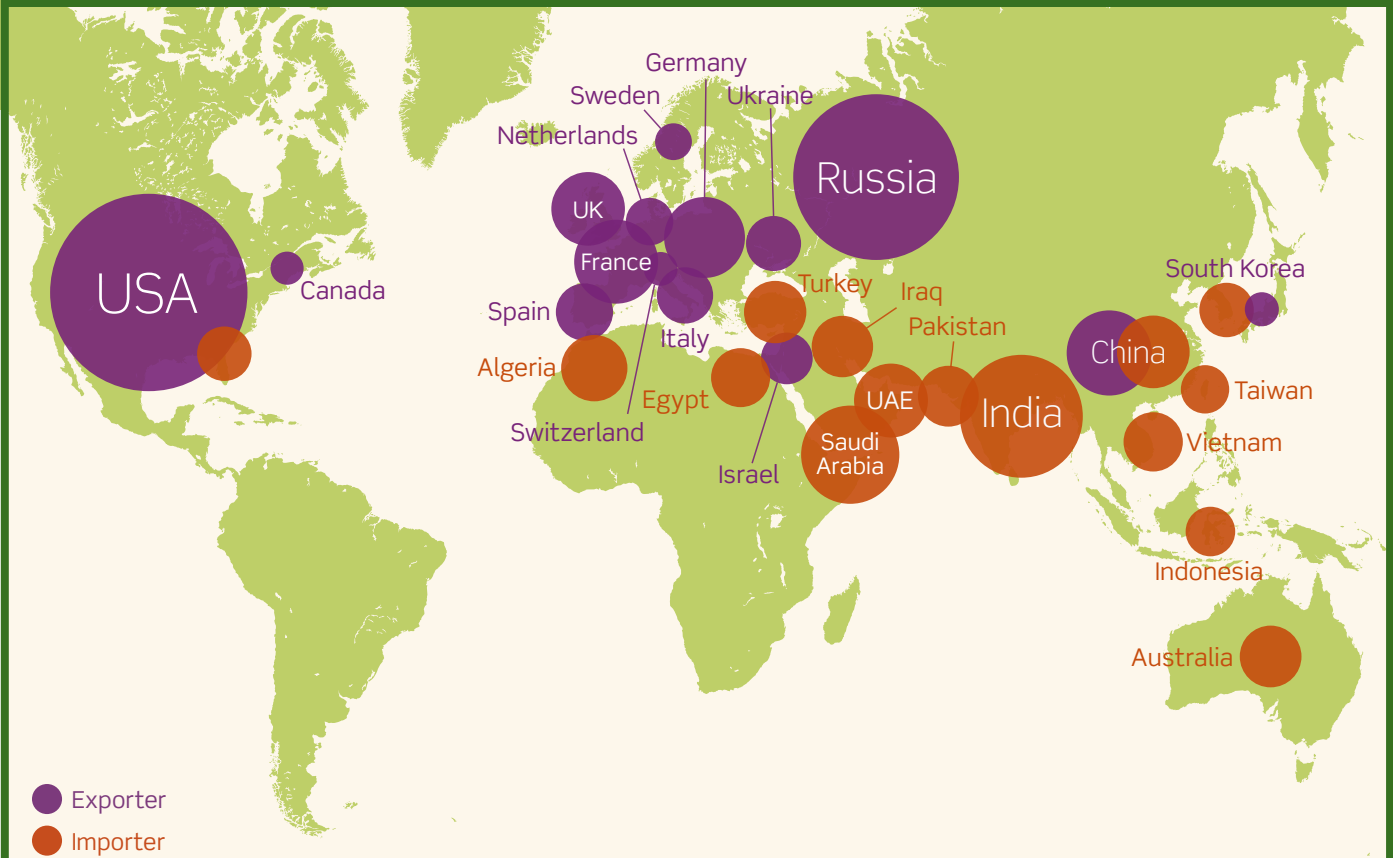 Germany
Sweden
Ukraine
Netherlands
Russia
UK
USA
France
South Korea
Canada
Turkey
Iraq
Spain
Pakistan
Italy
China
Algeria
Egypt
UAE
India
Taiwan
Switzerland
Saudi
Arabia
Vietnam
Israel
Indonesia
Australia
Exporter
Importer